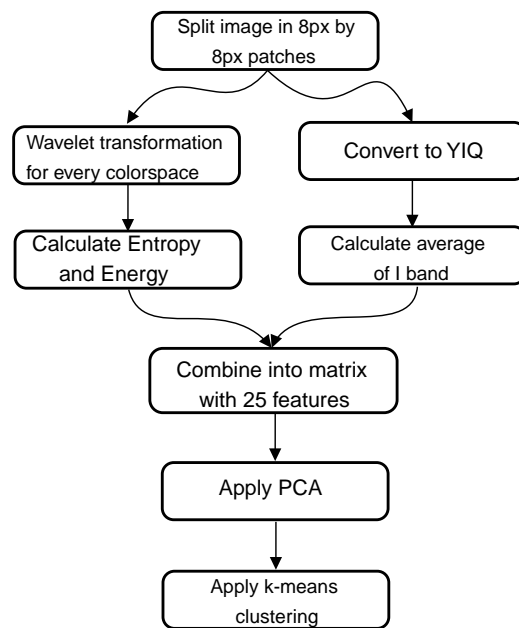 Split image in 8px by
8px patches
Wavelet transformation
for every colorspace
Convert to YIQ
Calculate Entropy
and Energy
Calculate average
of I band
Combine into matrix
with 25 features
Apply PCA
Apply k-means
clustering